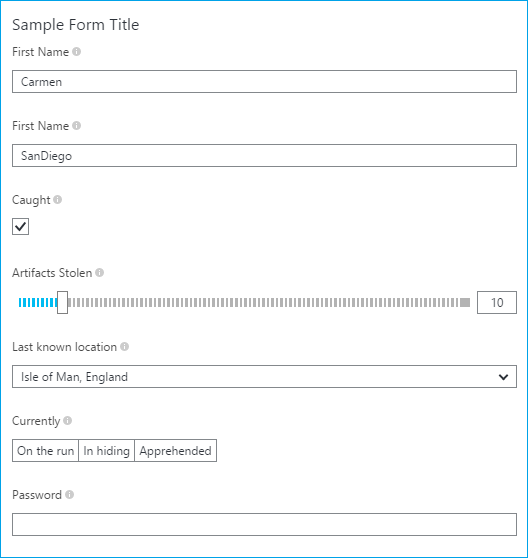 Sample Form Title
First Name
Carmen
First Name
SanDiego
Caught
Artifacts Stolen
10
Last known location
Isle of Man, England
Currently
On the run In hiding Apprehended
Password